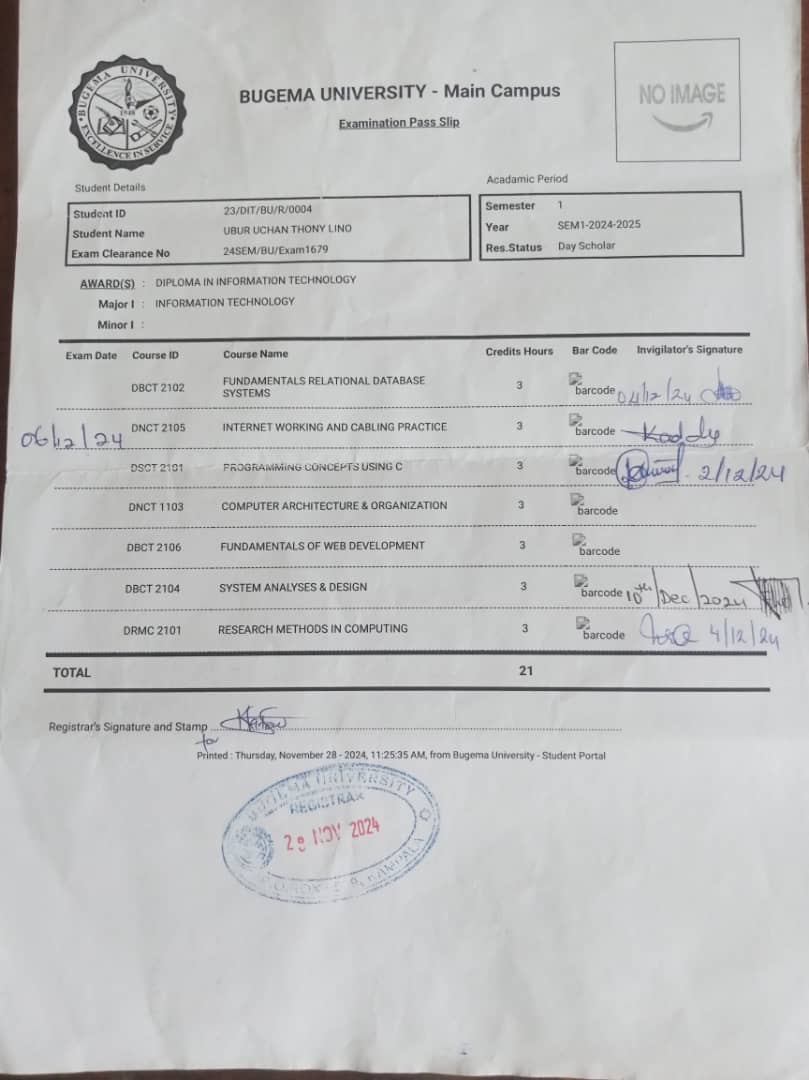 BUGEMA UNIVERSITY
EXCELLENCE IN SERVICE
1948
BUGEMA UNIVERSITY - Main Campus
Examination Pass Slip
NO IMAGE
Student Details
Acadamic Period
Student ID 23/DIT/BU/R/0004
Student Name UBUR UCHAN THONY LINO
Exam Clearance No 24SEM/BU/Exam1679
Semester 1
Year SEM1-2024-2025
Res.Status Day Scholar
AWARD(S) : DIPLOMA IN INFORMATION TECHNOLOGY
Major I : INFORMATION TECHNOLOGY
Minor I :
Exam Date Course ID Course Name Credits Hours Bar Code Invigilator's Signature
DBCT 2102 FUNDAMENTALS RELATIONAL DATABASE SYSTEMS 3 barcode 04/12/24
06/12/24 DNCT 2105 INTERNET WORKING AND CABLING PRACTICE 3 barcode
DSCT 2101 PROGRAMMING CONCEPTS USING C 3 barcode 2/12/24
DNCT 1103 COMPUTER ARCHITECTURE & ORGANIZATION 3 barcode
DBCT 2106 FUNDAMENTALS OF WEB DEVELOPMENT 3 barcode
DBCT 2104 SYSTEM ANALYSES & DESIGN 3 barcode 10th/Dec/2024
DRMC 2101 RESEARCH METHODS IN COMPUTING 3 barcode 4/12/24
TOTAL 21
Registrar's Signature and Stamp
for
Printed : Thursday, November 28 - 2024, 11:25:35 AM, from Bugema University - Student Portal
BUGEMA UNIVERSITY
REGISTRAR
28 NOV 2024
KAMPALA